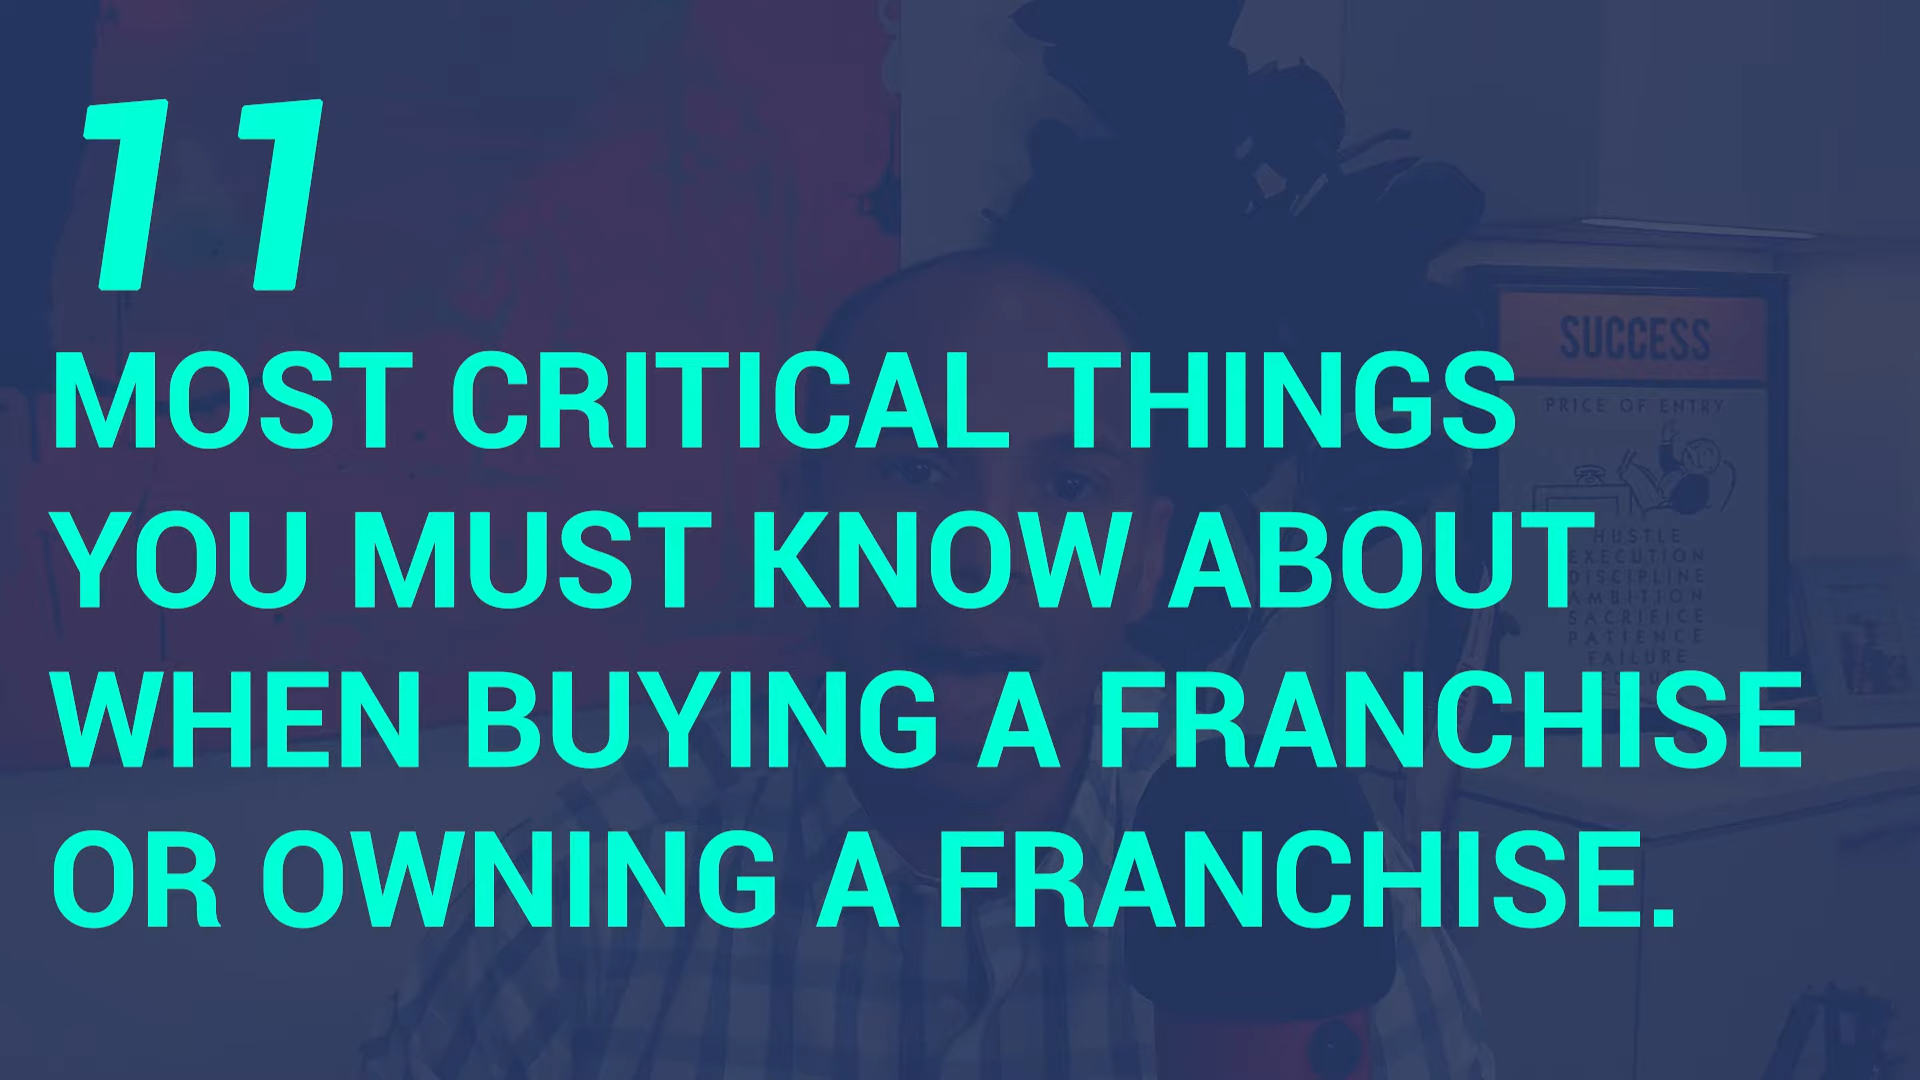 11
MOST CRITICAL THINGS
YOU MUST KNOW ABOUT
WHEN BUYING A FRANCHISE
OR OWNING A FRANCHISE.
SUCCESS
PRICE OF ENTRY
HUSTLE
EXECUTION
DISCIPLINE
AMBITION
SACRIFICE
PATIENCE
FAILURE